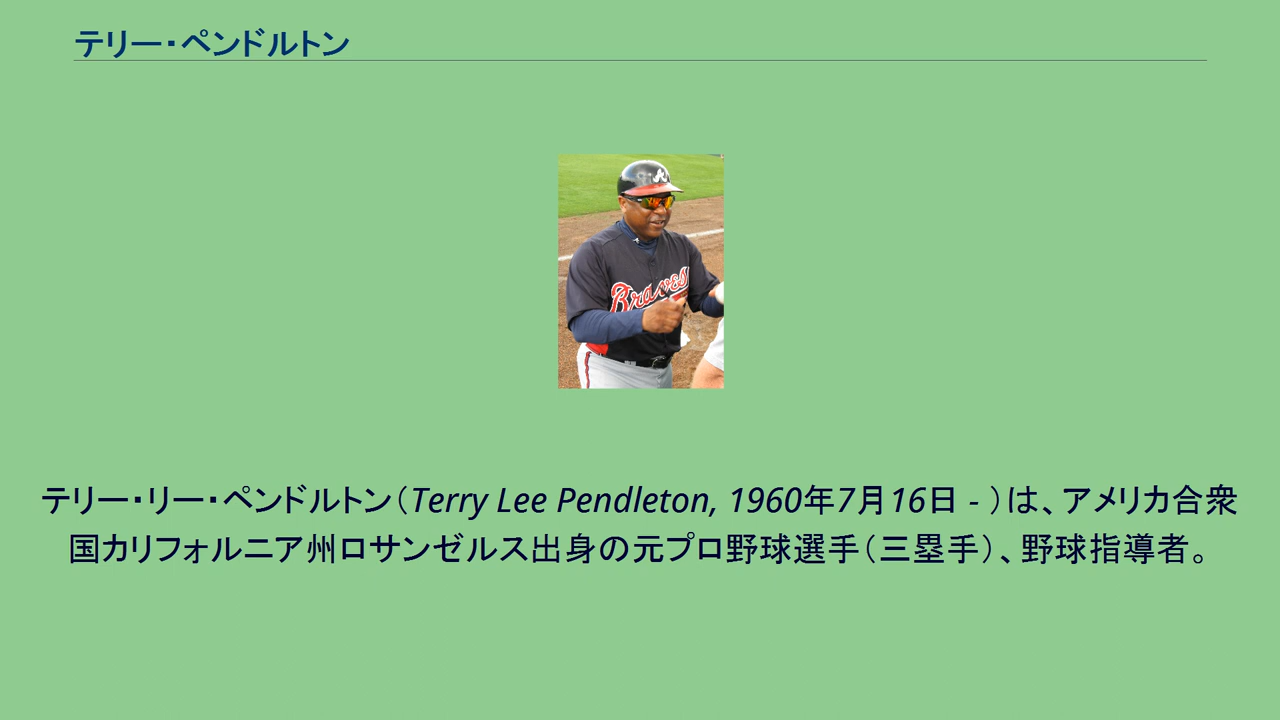 テリー・ペンドルトン
A
Braves
テリー・リー・ペンドルトン（Terry Lee Pendleton, 1960年7月16日 - ）は、アメリカ合衆
国カリフォルニア州ロサンゼルス出身の元プロ野球選手（三塁手）、野球指導者。